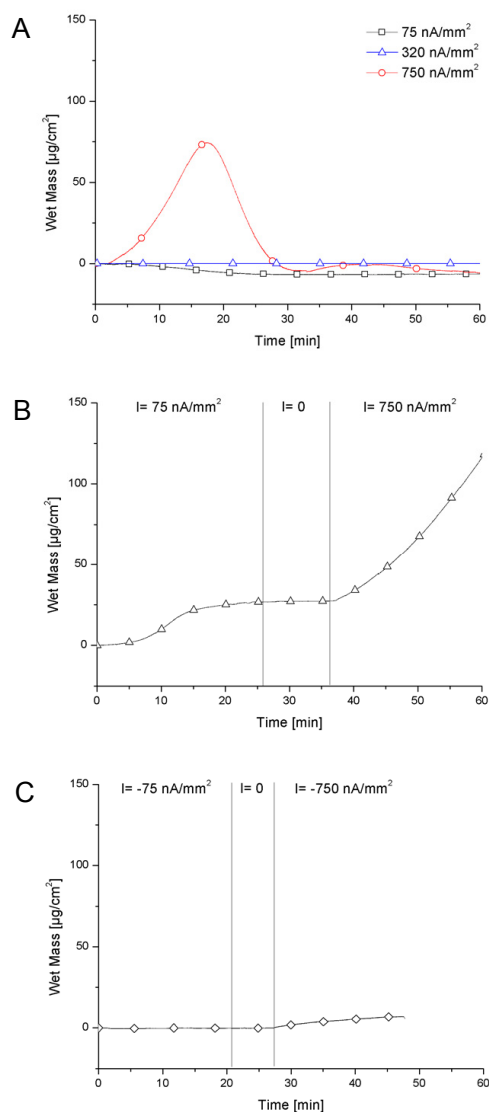 A
75 nA/mm²
320 nA/mm²
750 nA/mm²
150
100
50
0
Wet Mass [µg/cm²]
0 10 20 30 40 50 60
Time [min]
B
I= 75 nA/mm² I= 0 I= 750 nA/mm²
150
100
50
0
Wet Mass [µg/cm²]
0 10 20 30 40 50 60
Time [min]
C
I= -75 nA/mm² I= 0 I= -750 nA/mm²
150
100
50
0
Wet Mass [µg/cm²]
0 10 20 30 40 50 60
Time [min]